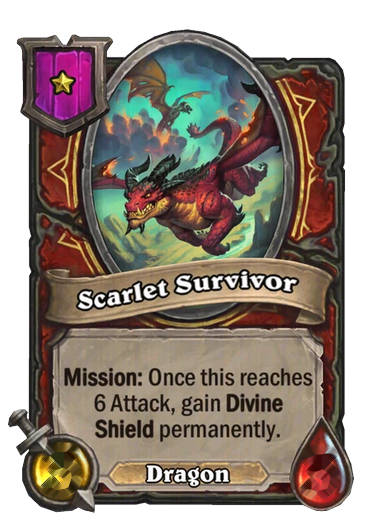 Scarlet Survivor
Mission: Once this reaches
6 Attack, gain Divine
Shield permanently.
Dragon